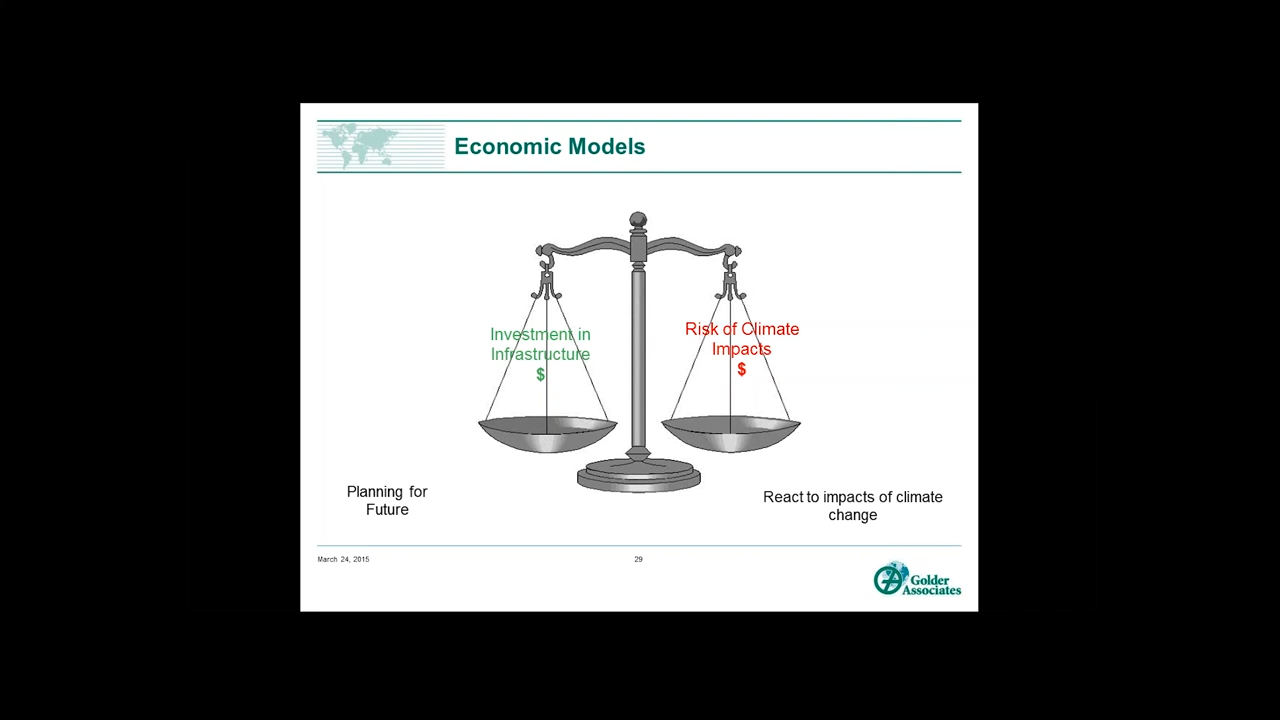 Economic Models
Investment in
Infrastructure
$
Risk of Climate
Impacts
$
Planning for
Future
React to impacts of climate
change
March 24, 2015
29
Golder
Associates